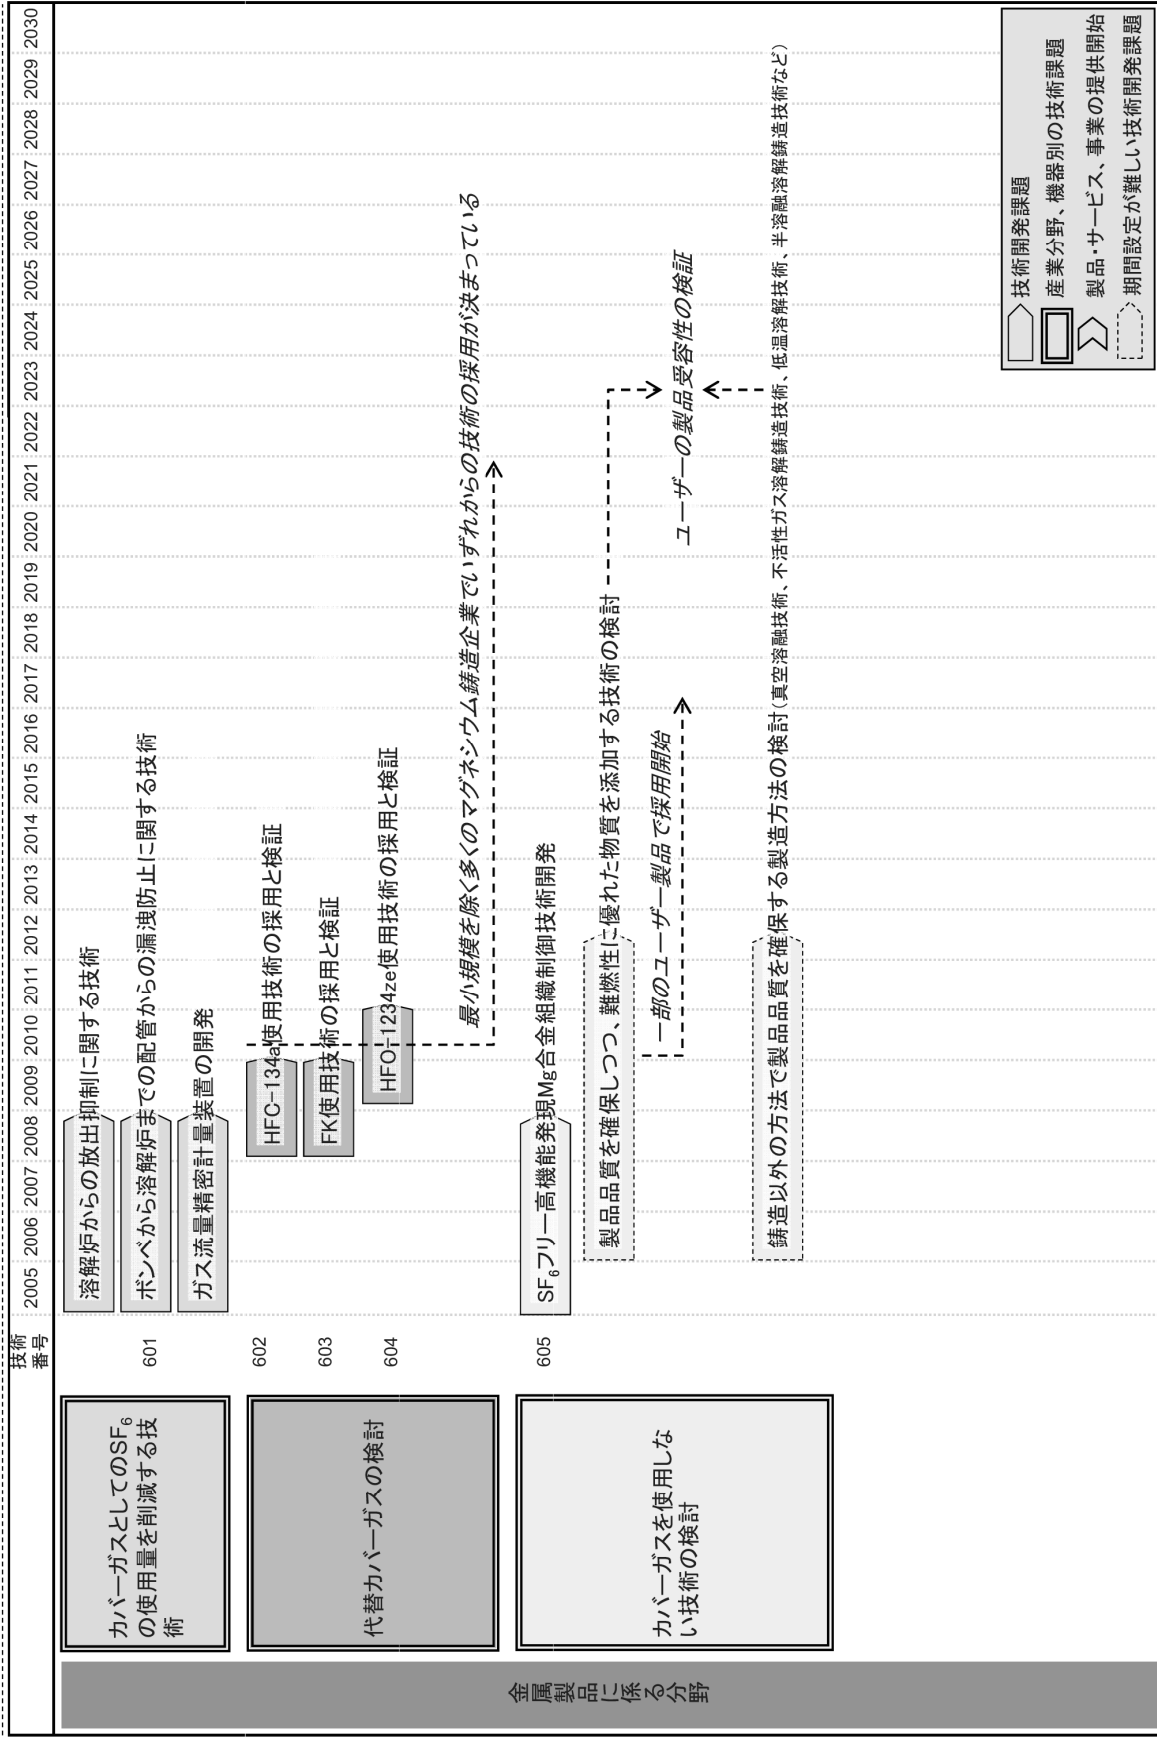 技術
番号
2005 2006 2007 2008 2009 2010 2011 2012 2013 2014 2015 2016 2017 2018 2019 2020 2021 2022 2023 2024 2025 2026 2027 2028 2029 2030
金属製品に係る分野
カバーガスとしてのSF₆
の使用量を削減する技
術
溶解炉からの放出抑制に関する技術
601
ボンベから溶解炉までの配管からの漏洩防止に関する技術
ガス流量精密計量装置の開発
代替カバーガスの検討
602
HFC-134a使用技術の採用と検証
603
FK使用技術の採用と検証
604
HFO-1234ze使用技術の採用と検証
最小規模を除く多くのマグネシウム鋳造企業でいずれからの技術の採用が決まっている
カバーガスを使用しな
い技術の検討
605
SF₆フリー高機能発現Mg合金組織制御技術開発
製品品質を確保しつつ、難燃性に優れた物質を添加する技術の検討
一部のユーザー製品で採用開始
ユーザーの製品受容性の検証
鋳造以外の方法で製品品質を確保する製造方法の検討(真空溶融技術、不活性ガス溶解鋳造技術、低温溶解技術、半溶融溶解鋳造技術など)
技術開発課題
産業分野、機器別の技術課題
製品・サービス、事業の提供開始
期間設定が難しい技術開発課題